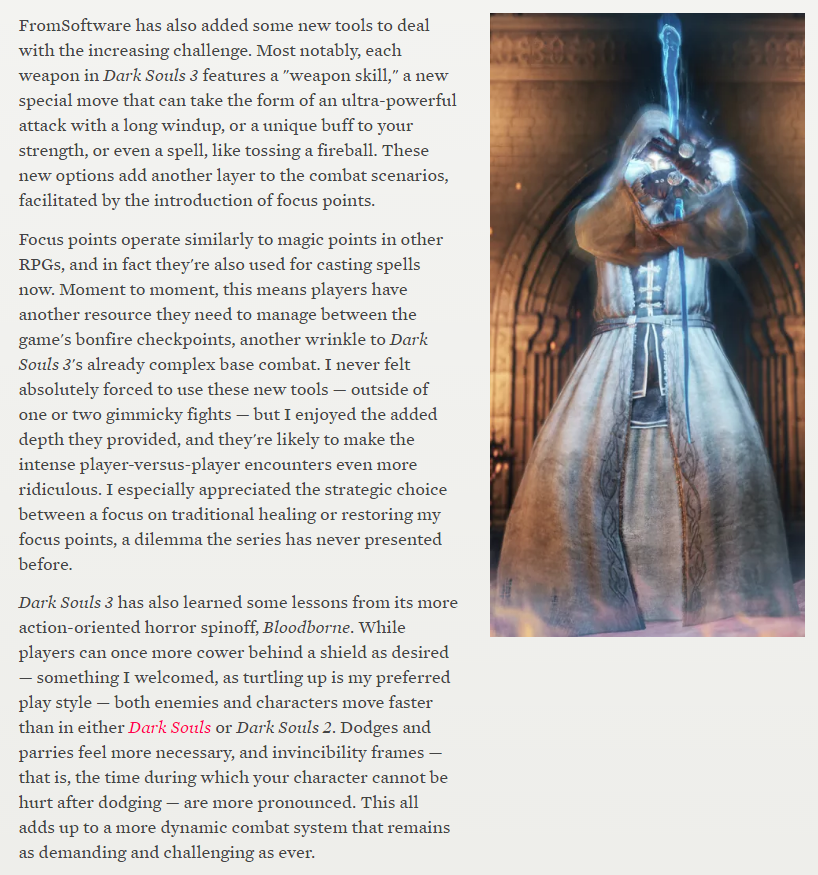 FromSoftware has also added some new tools to deal
with the increasing challenge. Most notably, each
weapon in Dark Souls 3 features a "weapon skill," a new
special move that can take the form of an ultra-powerful
attack with a long windup, or a unique buff to your
strength, or even a spell, like tossing a fireball. These
new options add another layer to the combat scenarios,
facilitated by the introduction of focus points.
Focus points operate similarly to magic points in other
RPGs, and in fact they're also used for casting spells
now. Moment to moment, this means players have
another resource they need to manage between the
game's bonfire checkpoints, another wrinkle to Dark
Souls 3's already complex base combat. I never felt
absolutely forced to use these new tools — outside of
one or two gimmicky fights — but I enjoyed the added
depth they provided, and they're likely to make the
intense player-versus-player encounters even more
ridiculous. I especially appreciated the strategic choice
between a focus on traditional healing or restoring my
focus points, a dilemma the series has never presented
before.
Dark Souls 3 has also learned some lessons from its more
action-oriented horror spinoff, Bloodborne. While
players can once more cower behind a shield as desired
— something I welcomed, as turtling up is my preferred
play style — both enemies and characters move faster
than in either Dark Souls or Dark Souls 2. Dodges and
parries feel more necessary, and invincibility frames —
that is, the time during which your character cannot be
hurt after dodging — are more pronounced. This all
adds up to a more dynamic combat system that remains
as demanding and challenging as ever.